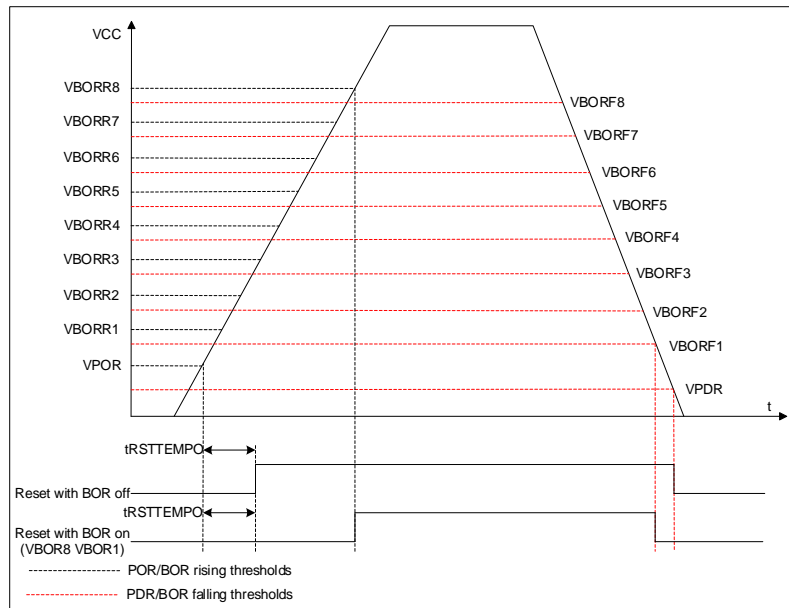 VCC
VBORR8
VBORF8
VBORR7
VBORF7
VBORR6
VBORF6
VBORR5
VBORF5
VBORR4
VBORF4
VBORR3
VBORF3
VBORR2
VBORF2
VBORR1
VBORF1
VPOR
VPDR
t
tRSTTEMPO
Reset with BOR off
tRSTTEMPO
Reset with BOR on
(VBOR8 VBOR1)
POR/BOR rising thresholds
PDR/BOR falling thresholds